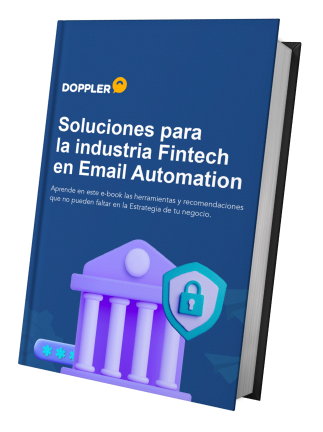 DOPPLER
Soluciones para
la industria Fintech
en Email Automation
Aprende en este e-book las herramientas y recomendaciones
que no pueden faltar en la Estrategia de tu negocio.